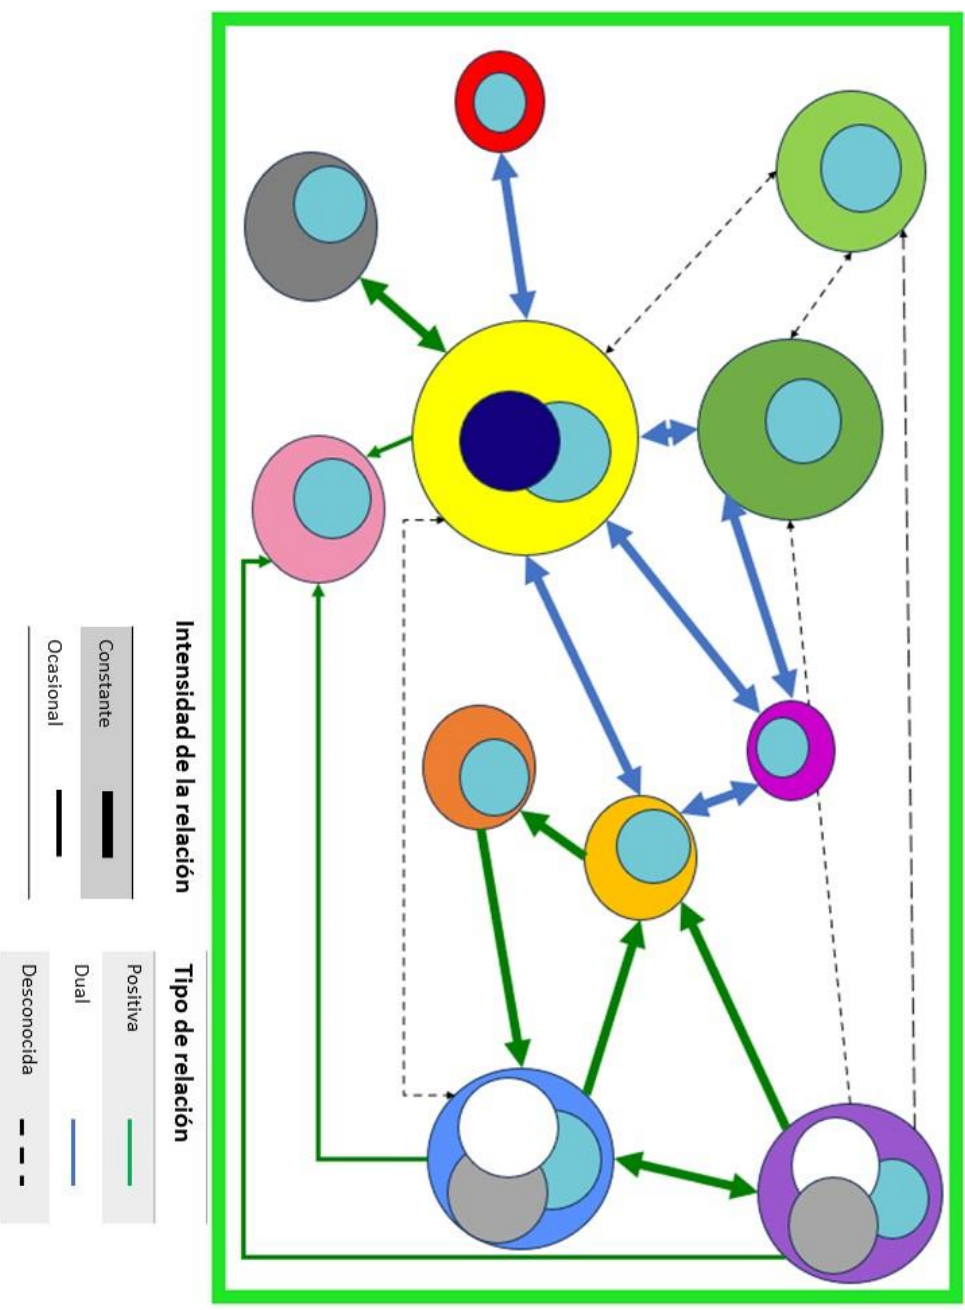 Intensidad de la relación
Constante
Ocasional
Tipo de relación
Positiva
Dual
Desconocida